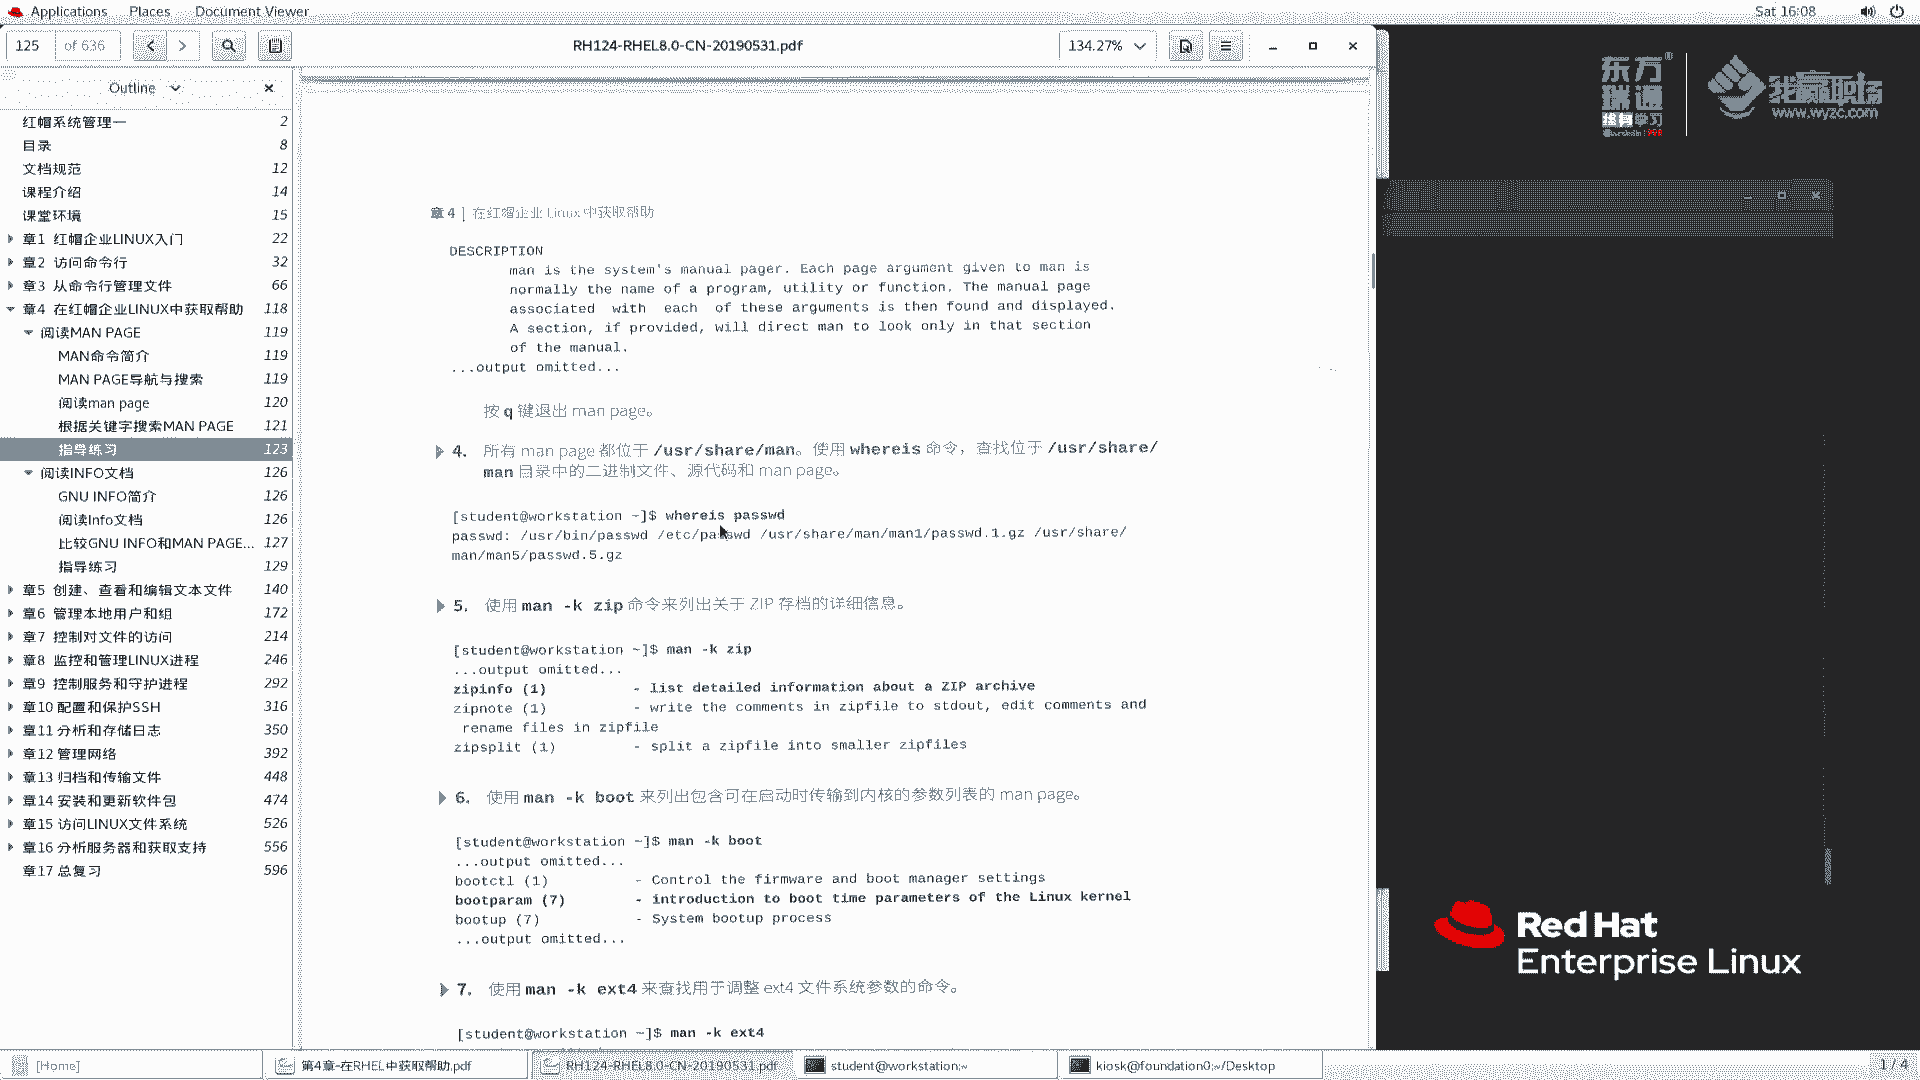 Applications Places Document Viewer Sat 16:08
125 of 636 RH124-RHEL8.0-CN-20190531.pdf 134.27%
Outline
红帽系统管理一 2
目录 8
文档规范 12
课程介绍 14
课堂环境 15
章1 红帽企业LINUX入门 22
章2 访问命令行 32
章3 从命令行管理文件 66
章4 在红帽企业LINUX中获取帮助 118
阅读MAN PAGE 119
MAN命令简介 119
MAN PAGE导航与搜索 119
阅读man page 120
根据关键字搜索MAN PAGE 121
指导练习 123
阅读INFO文档 126
GNU INFO简介 126
阅读Info文档 126
比较GNU INFO和MAN PAGE... 127
指导练习 129
章5 创建、查看和编辑文本文件 140
章6 管理本地用户和组 172
章7 控制对文件的访问 214
章8 监控和管理LINUX进程 246
章9 控制服务和守护进程 292
章10 配置和保护SSH 316
章11 分析和存储日志 350
章12 管理网络 392
章13 归档和传输文件 448
章14 安装和更新软件包 474
章15 访问LINUX文件系统 526
章16 分析服务器和获取支持 556
章17 总复习 596
章 4 | 在红帽企业 Linux 中获取帮助
DESCRIPTION
man is the system's manual pager. Each page argument given to man is
normally the name of a program, utility or function. The manual page
associated with each of these arguments is then found and displayed.
A section, if provided, will direct man to look only in that section
of the manual.
...output omitted...
按 q 键退出 man page。
4. 所有 man page 都位于 /usr/share/man。使用 whereis 命令，查找位于 /usr/share/
man 目录中的二进制文件、源代码和 man page。
[student@workstation ~]$ whereis passwd
passwd: /usr/bin/passwd /etc/passwd /usr/share/man/man1/passwd.1.gz /usr/share/
man/man5/passwd.5.gz
5. 使用 man -k zip 命令来列出关于 ZIP 存档的详细信息。
[student@workstation ~]$ man -k zip
...output omitted...
zipinfo (1) - list detailed information about a ZIP archive
zipnote (1) - write the comments in zipfile to stdout, edit comments and
rename files in zipfile
zipsplit (1) - split a zipfile into smaller zipfiles
6. 使用 man -k boot 来列出包含可在启动时传输到内核的参数列表的 man page。
[student@workstation ~]$ man -k boot
...output omitted...
bootctl (1) - Control the firmware and boot manager settings
bootparam (7) - introduction to boot time parameters of the Linux kernel
bootup (7) - System bootup process
...output omitted...
7. 使用 man -k ext4 来查找用于调整 ext4 文件系统参数的命令。
[student@workstation ~]$ man -k ext4
东方
瑞通
终身学习
我赢职场
www.wyzc.com
Red Hat
Enterprise Linux
[Home] 第4章-在RHEL中获取帮助.pdf RH124-RHEL8.0-CN-20190531.pdf student@workstation:~ kiosk@foundation0:~/Desktop 1 / 4